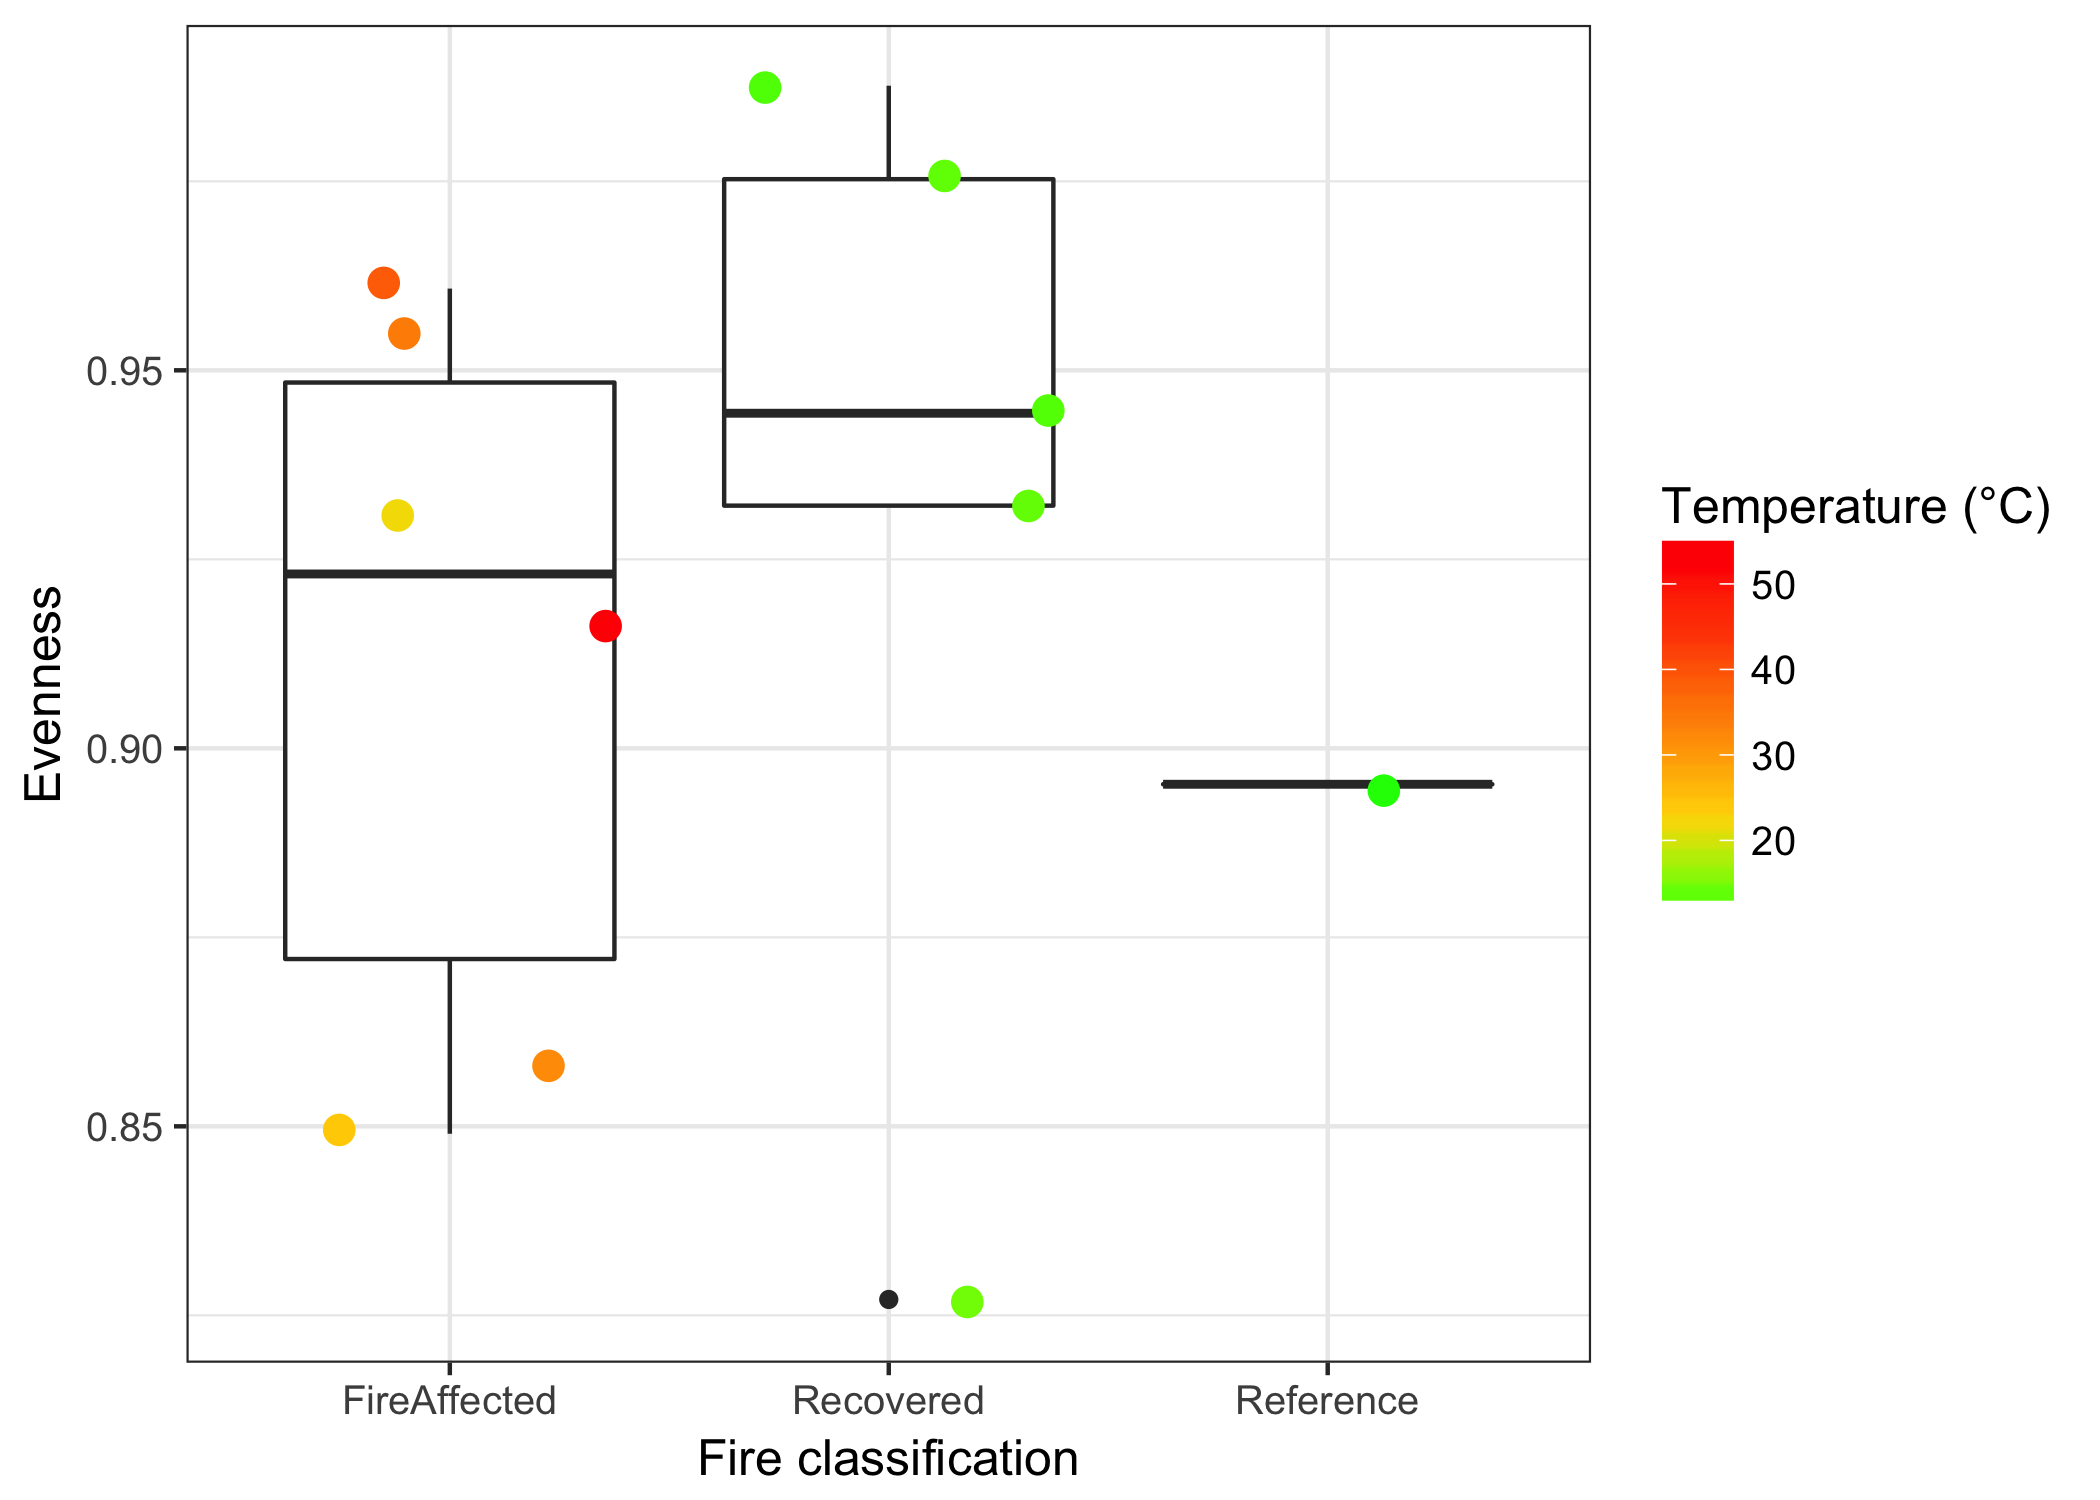 0.95
0.90
0.85
Evenness
FireAffected
Recovered
Reference
Fire classification
Temperature (°C)
50
40
30
20